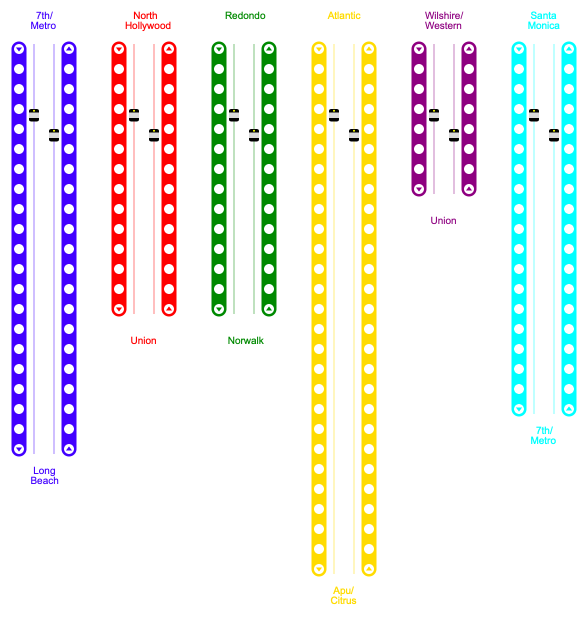 7th/
Metro
North
Hollywood
Redondo
Atlantic
Wilshire/
Western
Santa
Monica
Union
Union
Norwalk
7th/
Metro
Long
Beach
Apu/
Citrus